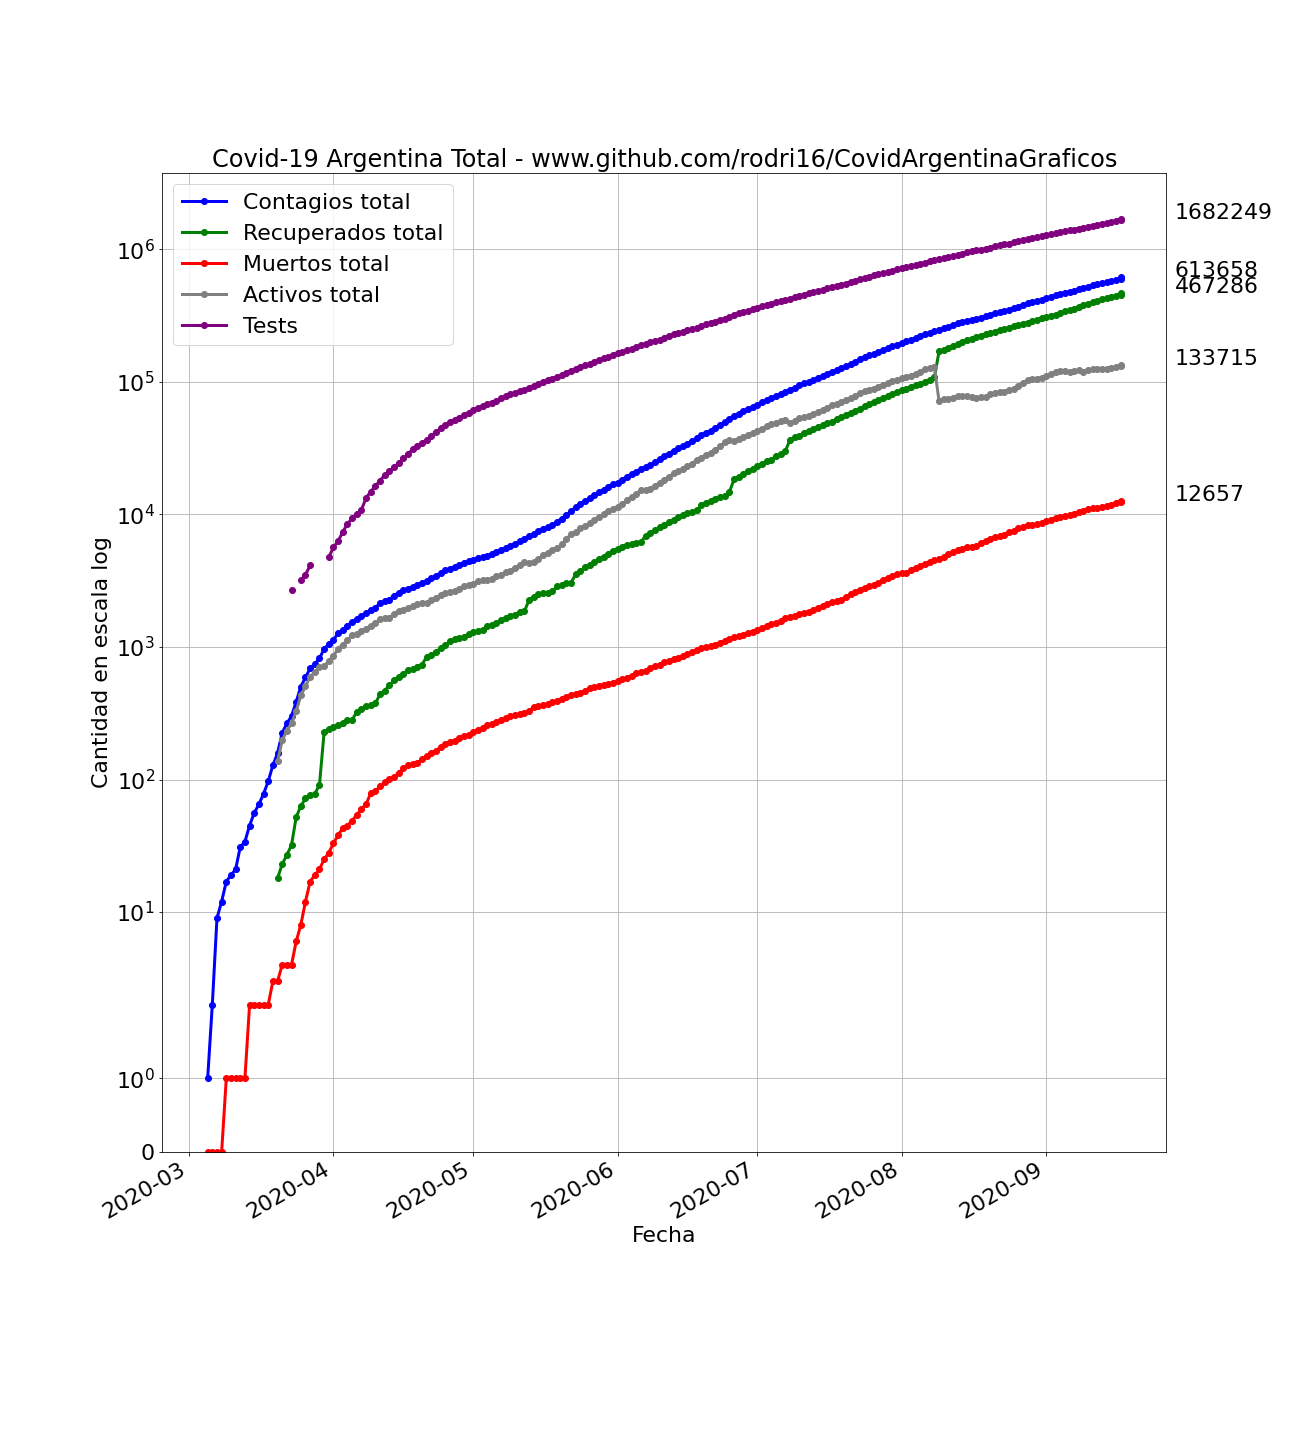 Covid-19 Argentina Total - www.github.com/rodri16/CovidArgentinaGraficos
Contagios total
Recuperados total
Muertos total
Activos total
Tests
1682249
613658
467286
133715
12657
10^6
10^5
10^4
10^3
10^2
10^1
10^0
0
Cantidad en escala log
2020-03
2020-04
2020-05
2020-06
2020-07
2020-08
2020-09
Fecha